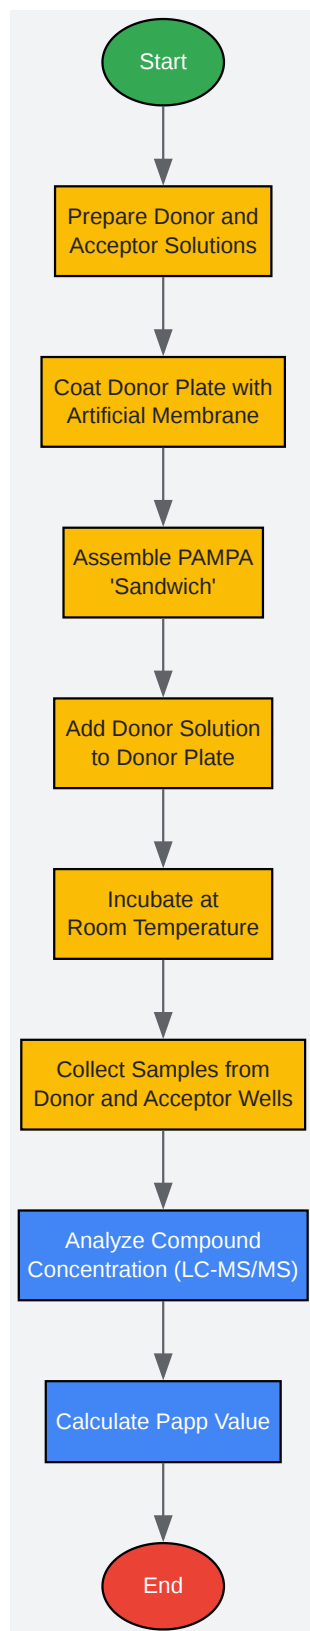 Start
Prepare Donor and
Acceptor Solutions
Coat Donor Plate with
Artificial Membrane
Assemble PAMPA
'Sandwich'
Add Donor Solution
to Donor Plate
Incubate at
Room Temperature
Collect Samples from
Donor and Acceptor Wells
Analyze Compound
Concentration (LC-MS/MS)
Calculate Papp Value
End